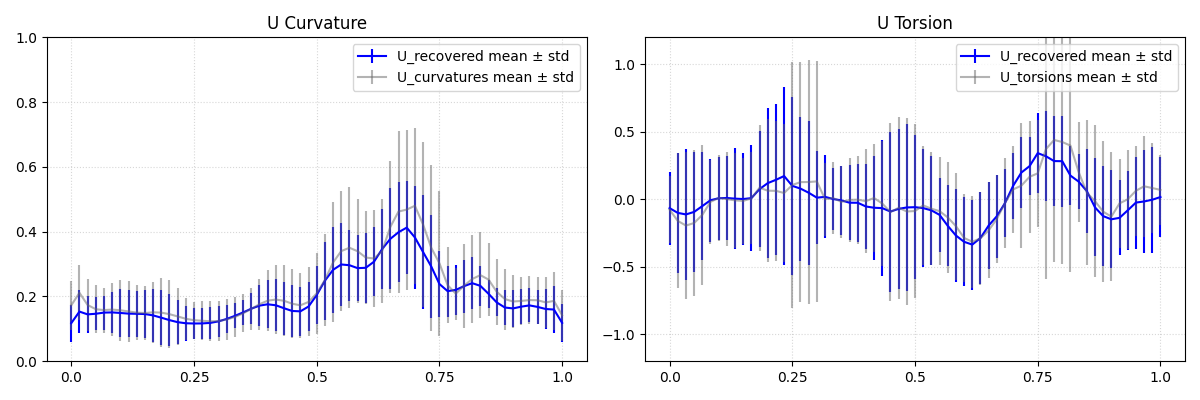 U Curvature
U_recovered mean ± std
U_curvatures mean ± std
1.0
0.8
0.6
0.4
0.2
0.0
0.0 0.25 0.5 0.75 1.0
U Torsion
U_recovered mean ± std
U_torsions mean ± std
1.0
0.5
0.0
−0.5
−1.0
0.0 0.25 0.5 0.75 1.0